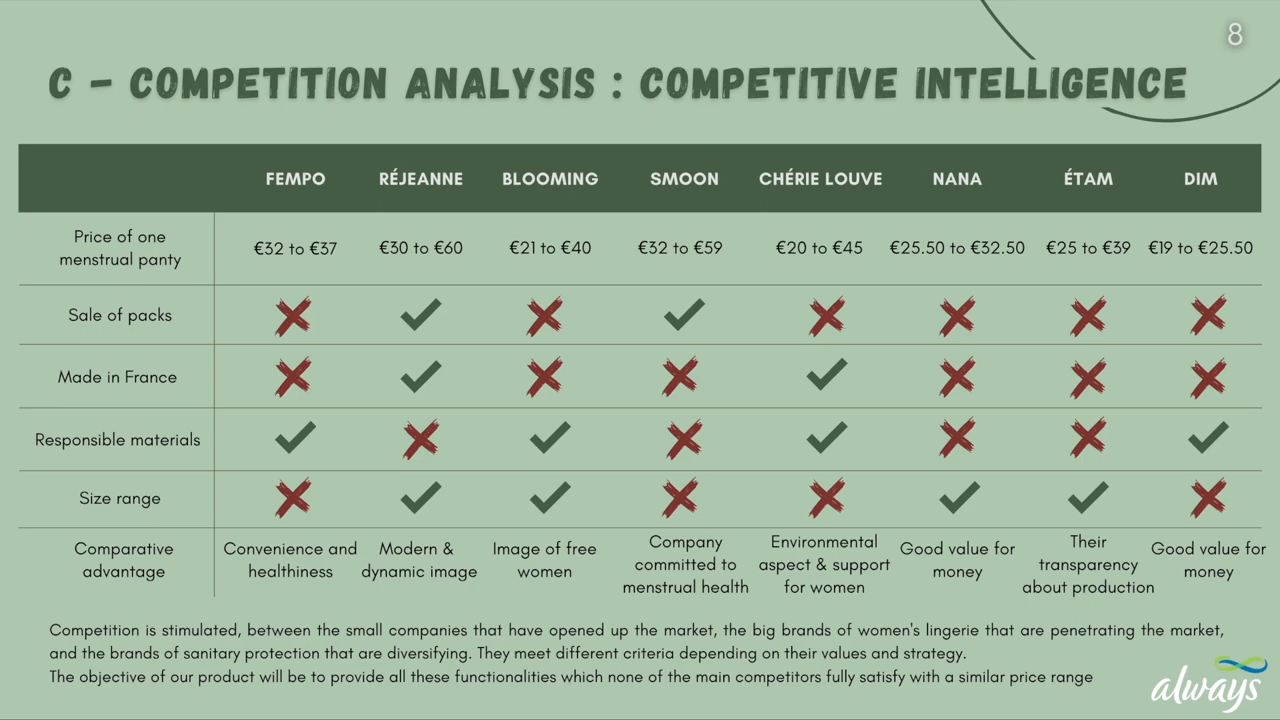 8
C - COMPETITION ANALYSIS : COMPETITIVE INTELLIGENCE
FEMPO RÉJEANNE BLOOMING SMOON CHÉRIE LOUVE NANA ÉTAM DIM
Price of one
menstrual panty
€32 to €37 €30 to €60 €21 to €40 €32 to €59 €20 to €45 €25.50 to €32.50 €25 to €39 €19 to €25.50
Sale of packs
Made in France
Responsible materials
Size range
Comparative
advantage
Convenience and
healthiness
Modern &
dynamic image
Image of free
women
Company
committed to
menstrual health
Environmental
aspect & support
for women
Good value for
money
Their
transparency
about production
Good value for
money
Competition is stimulated, between the small companies that have opened up the market, the big brands of women's lingerie that are penetrating the market,
and the brands of sanitary protection that are diversifying. They meet different criteria depending on their values and strategy.
The objective of our product will be to provide all these functionalities which none of the main competitors fully satisfy with a similar price range
always